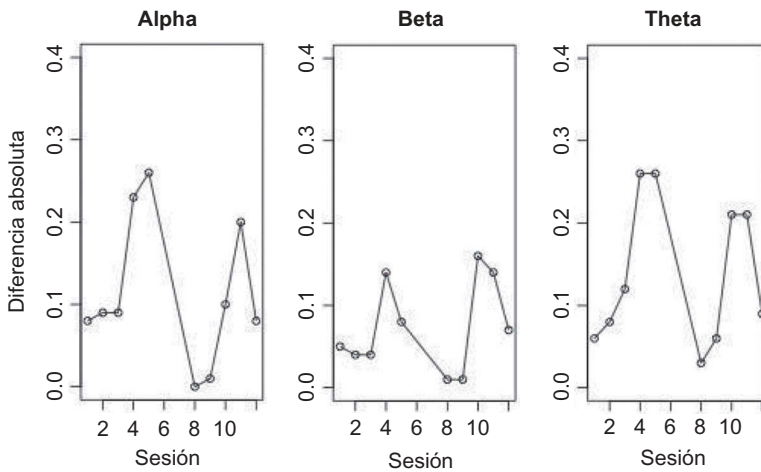 Alpha Beta Theta
Diferencia absoluta
0.4 0.4 0.4
0.3 0.3 0.3
0.2 0.2 0.2
0.1 0.1 0.1
0.0 0.0 0.0
2 4 6 8 10 2 4 6 8 10 2 4 6 8 10
Sesión Sesión Sesión